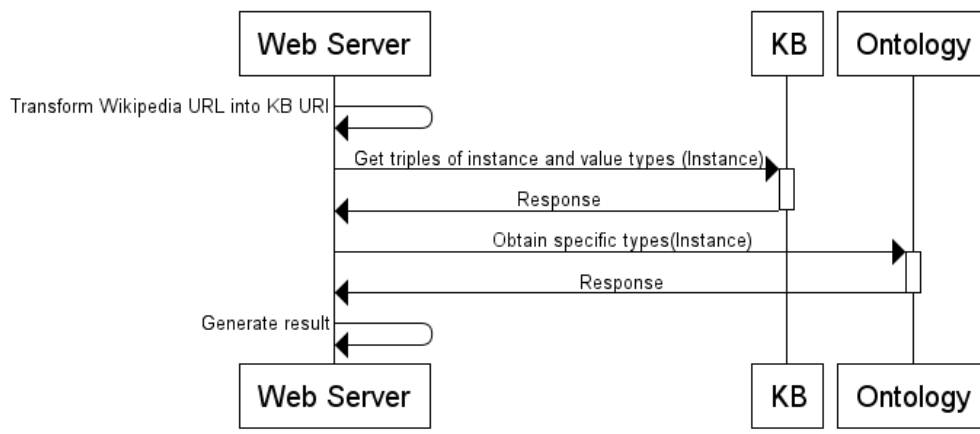 Web Server
KB
Ontology
Transform Wikipedia URL into KB URI
Get triples of instance and value types (Instance)
Response
Obtain specific types(Instance)
Response
Generate result
Web Server
KB
Ontology